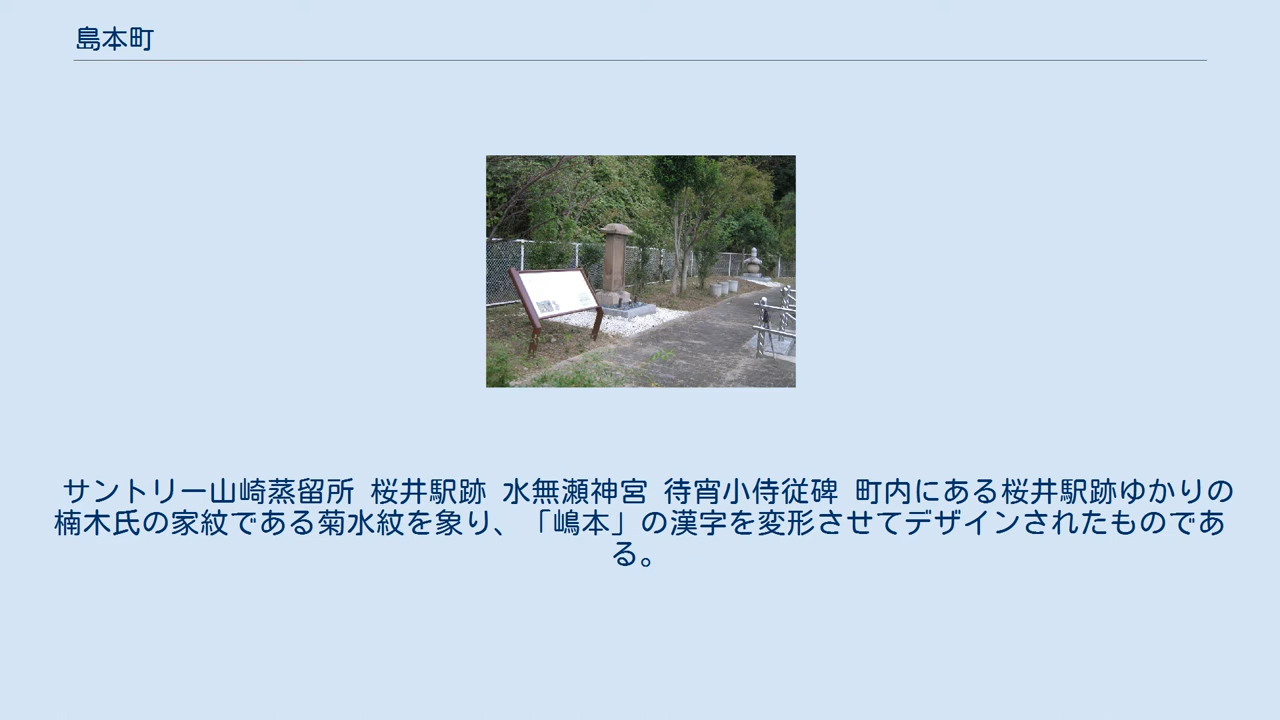 島本町
サントリー山崎蒸留所 桜井駅跡 水無瀬神宮 待宵小侍従碑 町内にある桜井駅跡ゆかりの
楠木氏の家紋である菊水紋を象り、「嶋本」の漢字を変形させてデザインされたものであ
る。